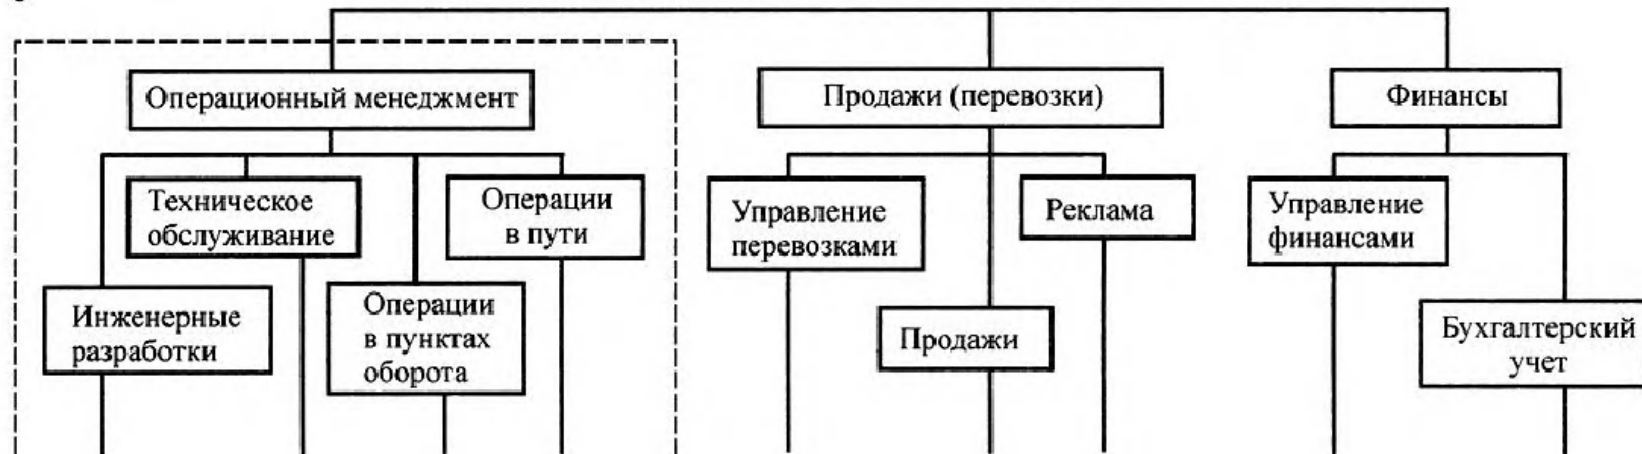 Операционный менеджмент
Продажи (перевозки)
Финансы
Техническое
обслуживание
Операции
в пути
Управление
перевозками
Реклама
Управление
финансами
Инженерные
разработки
Операции
в пунктах
оборота
Продажи
Бухгалтерский
учет